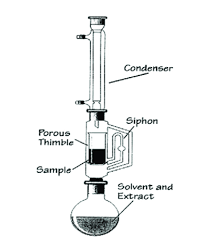 Condenser
Siphon
Porous
Thimble
Sample
Solvent and
Extract